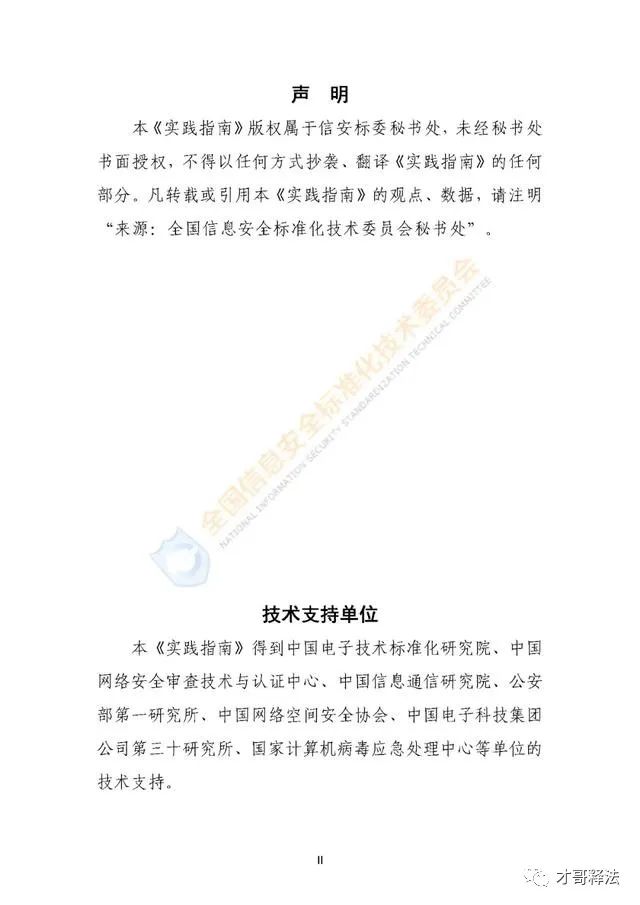 声 明
本《实践指南》版权属于信安标委秘书处，未经秘书处
书面授权，不得以任何方式抄袭、翻译《实践指南》的任何
部分。凡转载或引用本《实践指南》的观点、数据，请注明
“来源：全国信息安全标准化技术委员会秘书处”。
全国信息安全标准化技术委员会
NATIONAL INFORMATION SECURITY STANDARDIZATION TECHNICAL COMMITTEE
技术支持单位
本《实践指南》得到中国电子技术标准化研究院、中国
网络安全审查技术与认证中心、中国信息通信研究院、公安
部第一研究所、中国网络空间安全协会、中国电子科技集团
公司第三十研究所、国家计算机病毒应急处理中心等单位的
技术支持。
II
才哥释法